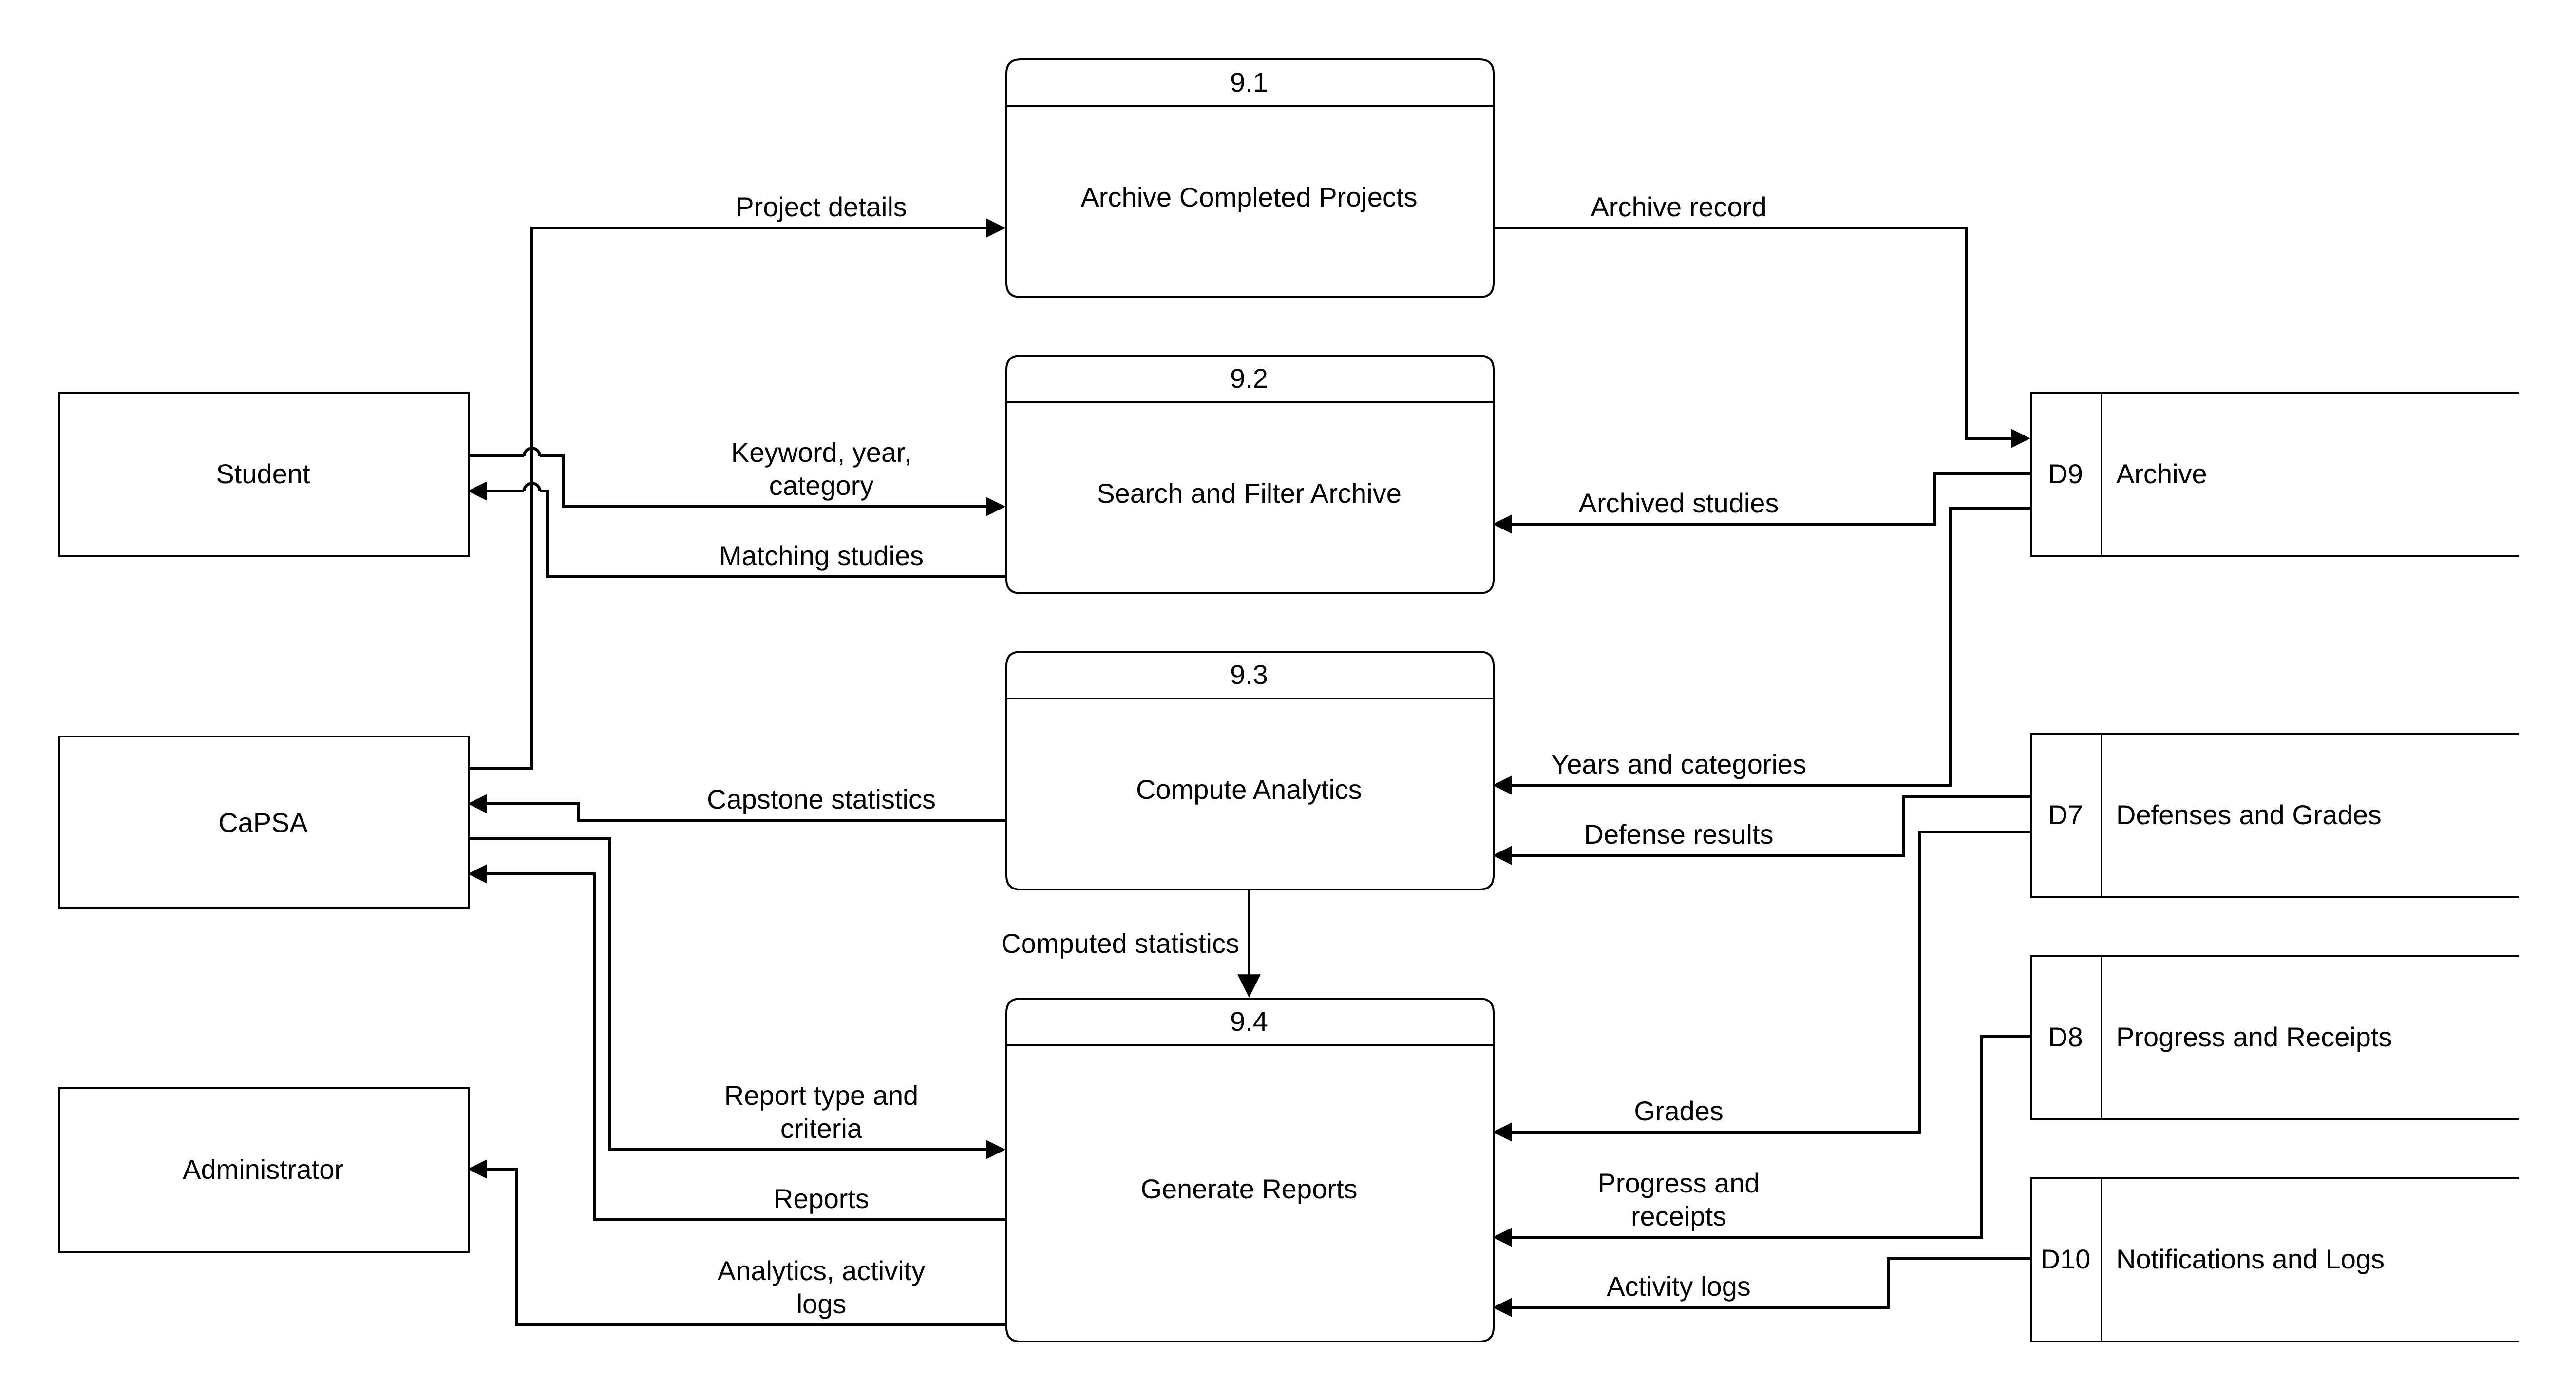 9.1
Archive Completed Projects
Project details
Archive record
9.2
Search and Filter Archive
Student
Keyword, year,
category
Matching studies
Archived studies
D9
Archive
9.3
Compute Analytics
CaPSA
Capstone statistics
Years and categories
Defense results
D7
Defenses and Grades
Computed statistics
9.4
Generate Reports
D8
Progress and Receipts
Report type and
criteria
Grades
Administrator
Reports
Progress and
receipts
Analytics, activity
logs
Activity logs
D10
Notifications and Logs